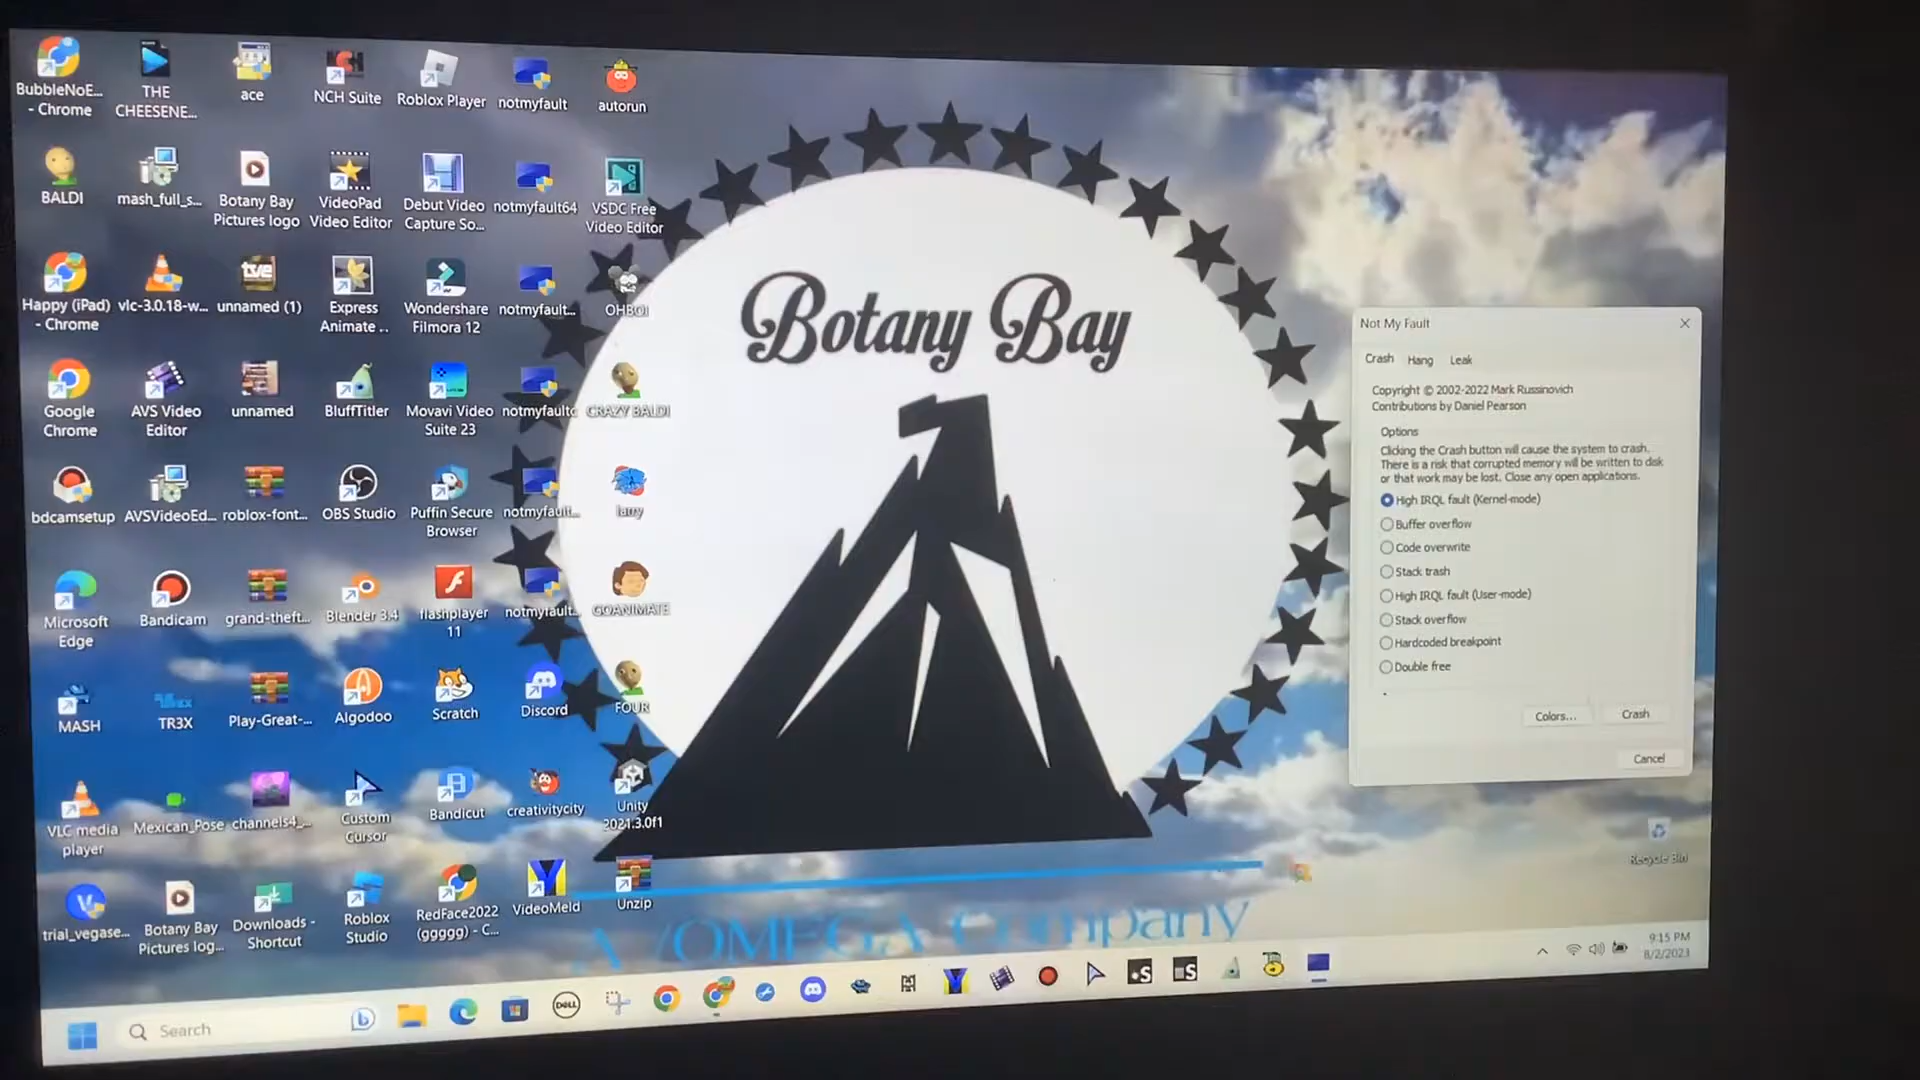 BubbleNoE...
- Chrome
THE
CHEESENE...
ace
NCH Suite
Roblox Player
notmyfault
autorun
BALDI
mash_full_s...
Botany Bay
Pictures logo
VideoPad
Video Editor
Debut Video
Capture So...
notmyfault64
VSDC Free
Video Editor
Happy (iPad)
- Chrome
vlc-3.0.18-w...
tve
unnamed (1)
Express
Animate ..
Wondershare
Filmora 12
notmyfault...
OHBOI
Google
Chrome
AVS Video
Editor
unnamed
BluffTitler
Movavi Video
Suite 23
notmyfaultc
CRAZY BALDI
bdcamsetup
AVSVideoEd...
roblox-font...
OBS Studio
Puffin Secure
Browser
notmyfault...
larry
Microsoft
Edge
Bandicam
grand-theft...
Blender 3.4
flashplayer
11
notmyfault...
GOANIMATE
MASH
TR3X
Play-Great-...
Algodoo
Scratch
Discord
FOUR
VLC media
player
Mexican_Pose
channels4_...
Custom
Cursor
Bandicut
creativitycity
Unity
2021.3.0f1
trial_vegase...
Botany Bay
Pictures log...
Downloads -
Shortcut
Roblox
Studio
RedFace2022
(ggggg) - C...
VideoMeld
Unzip
Botany Bay
A /OMEGA Company
Not My Fault
Crash Hang Leak
Copyright © 2002-2022 Mark Russinovich
Contributions by Daniel Pearson
Options
Clicking the Crash button will cause the system to crash.
There is a risk that corrupted memory will be written to disk
or that work may be lost. Close any open applications.
High IRQL fault (Kernel-mode)
Buffer overflow
Code overwrite
Stack trash
High IRQL fault (User-mode)
Stack overflow
Hardcoded breakpoint
Double free
Colors... Crash
Cancel
Recycle Bin
Search
DELL
9:15 PM
8/2/2023